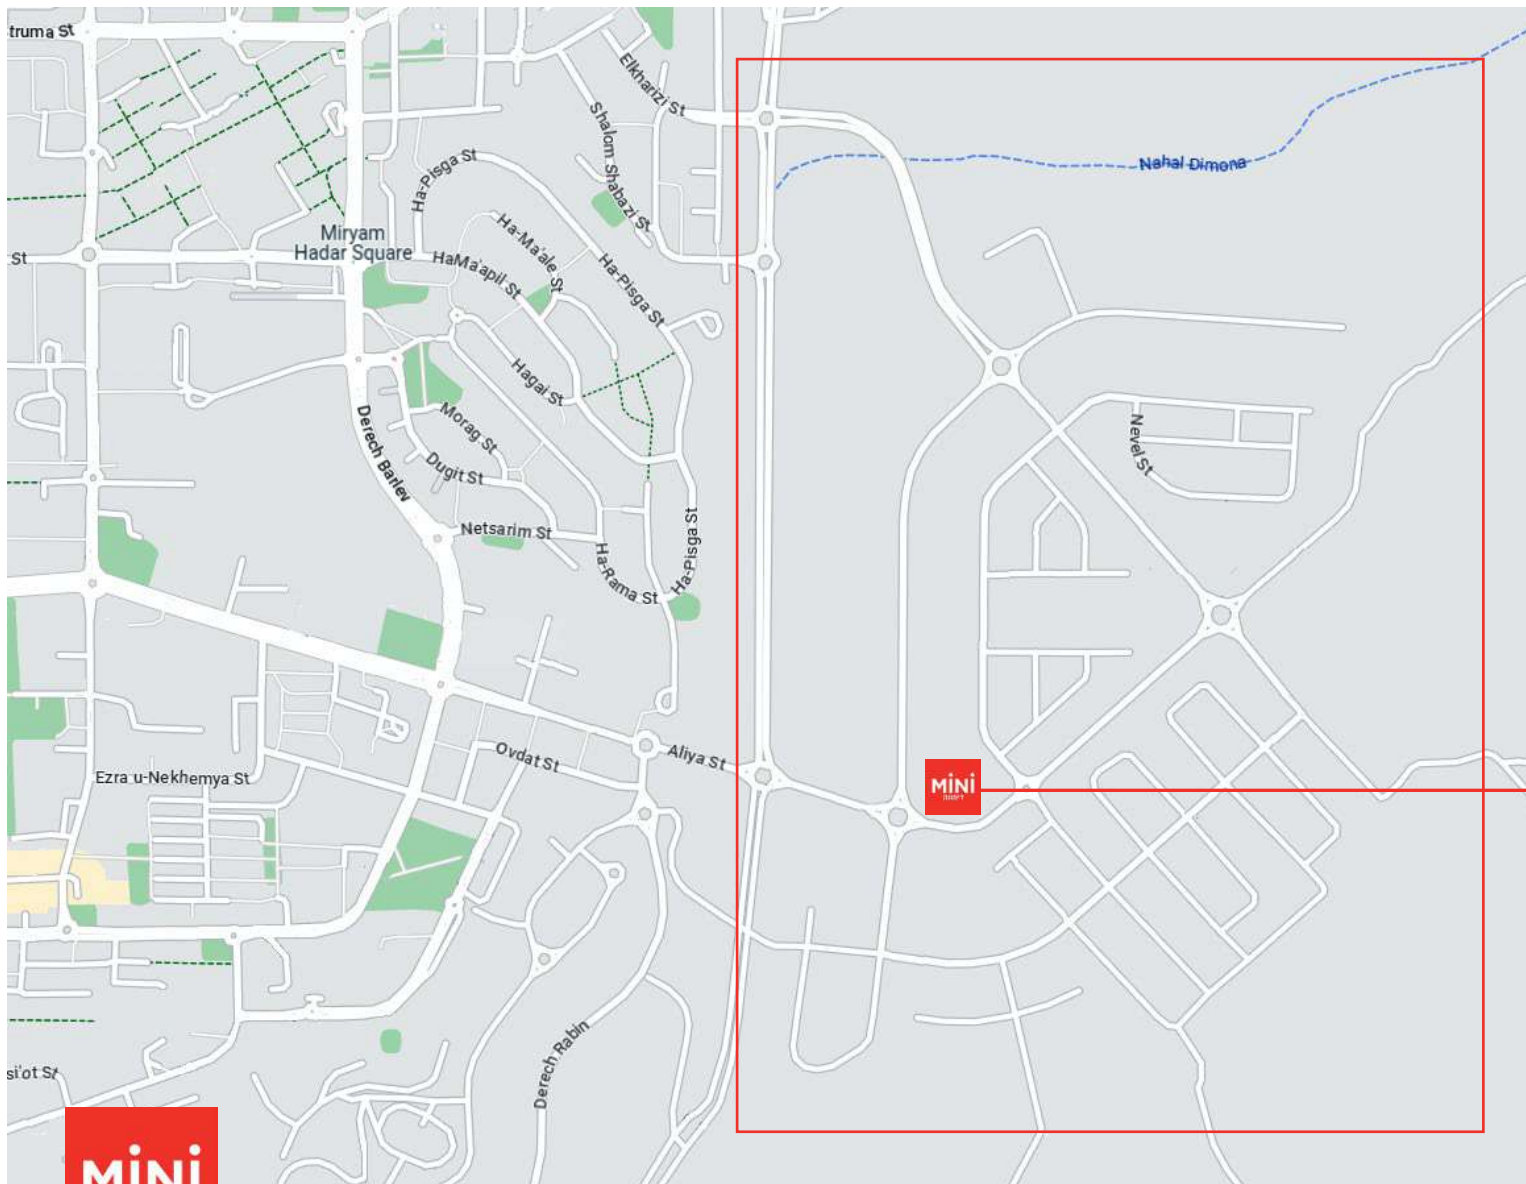 truma St
Elkharizi St
Shalom Shabazi St
Nahal Dimona
Ha-Pisga St
Miryam
Hadar Square
St
HaMa'apil St
Ha-Ma'ale St
Ha-Pisga St
Hagai St
Morag St
Derech Barlev
Dugit St
Nevel St
Netsarim St
Ha-Rama St
Ha-Pisga St
Aliya St
Ovdat St
Ezra u-Nekhemya St
MiNi
Derech Rabin
si'ot St
MiNi